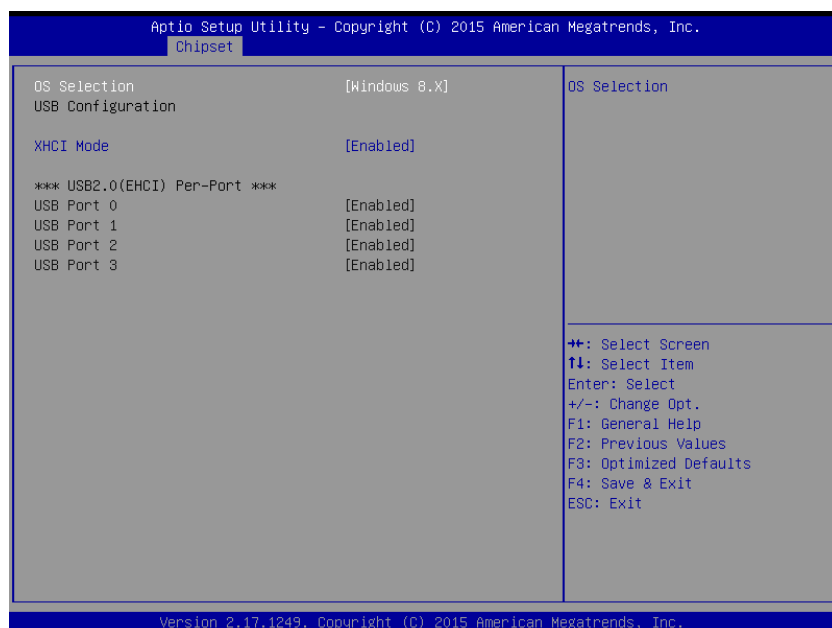 Aptio Setup Utility – Copyright (C) 2015 American Megatrends, Inc.
Chipset
OS Selection [Windows 8.X]
USB Configuration
XHCI Mode [Enabled]
*** USB2.0(EHCI) Per-Port ***
USB Port 0 [Enabled]
USB Port 1 [Enabled]
USB Port 2 [Enabled]
USB Port 3 [Enabled]
OS Selection
→←: Select Screen
↑↓: Select Item
Enter: Select
+/-: Change Opt.
F1: General Help
F2: Previous Values
F3: Optimized Defaults
F4: Save & Exit
ESC: Exit
Version 2.17.1249. Copyright (C) 2015 American Megatrends, Inc.